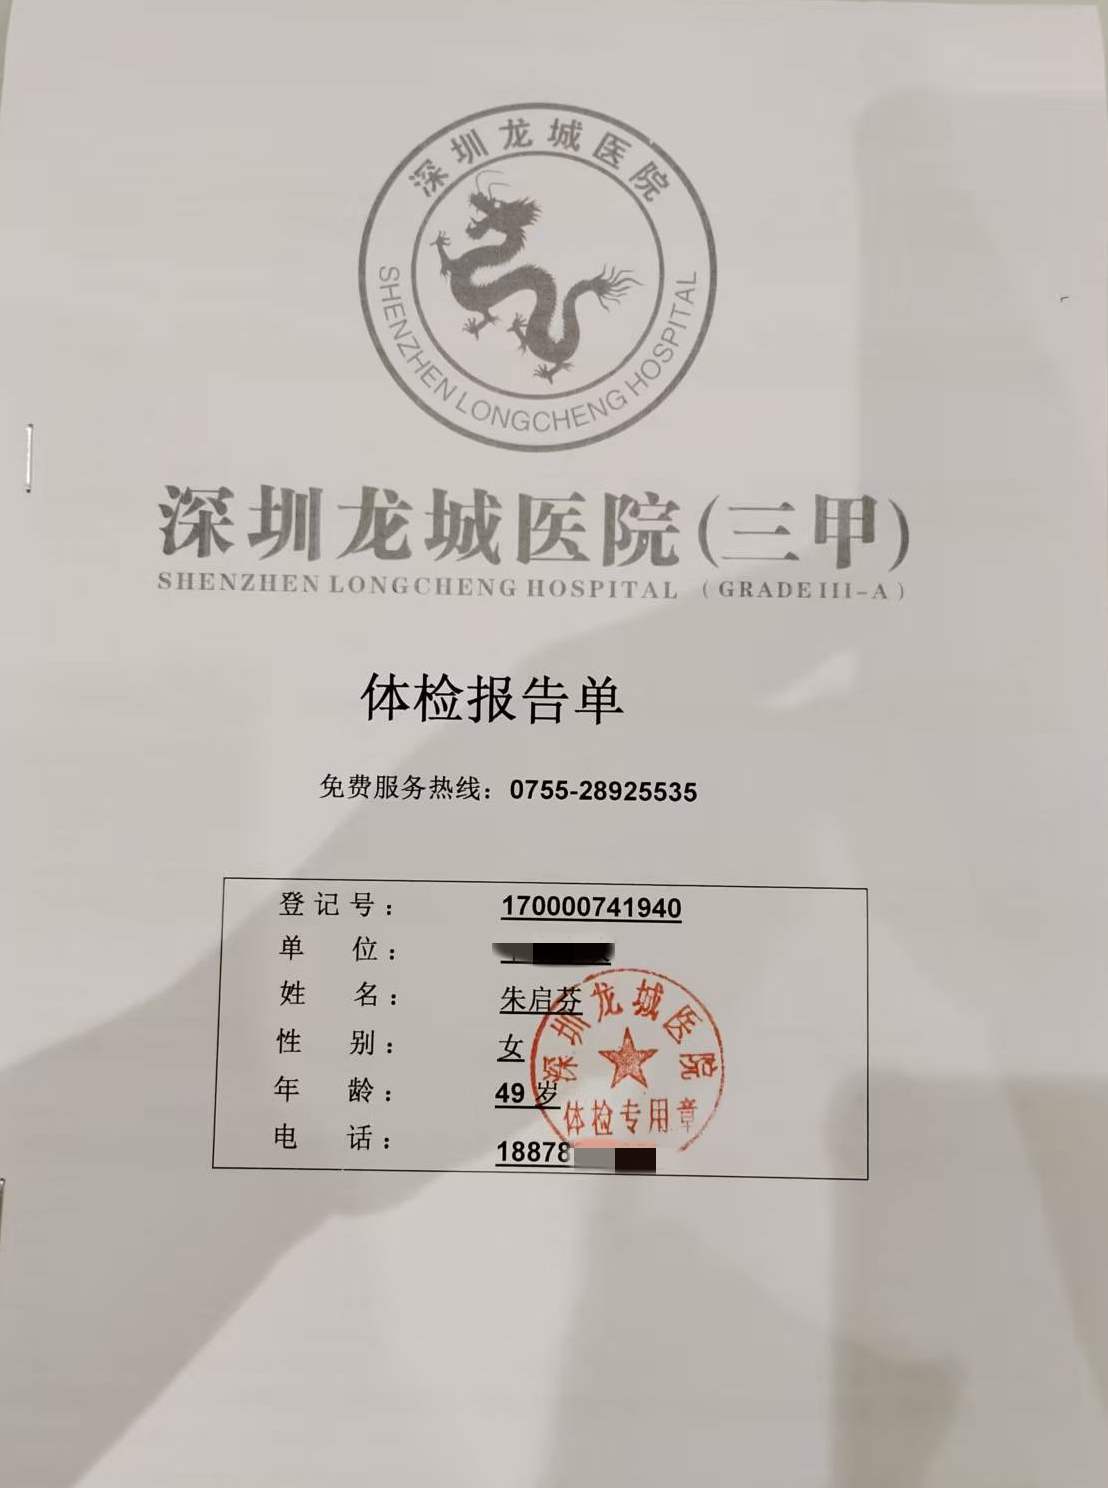 深圳龙城医院
SHENZHEN LONGCHENG HOSPITAL
深圳龙城医院(三甲)
SHENZHEN LONGCHENG HOSPITAL (GRADE III-A)
体检报告单
免费服务热线：0755-28925535
登记号：170000741940
单位：
姓名：朱启芬
性别：女
年龄：49 岁
电话：18878
深圳龙城医院
体检专用章